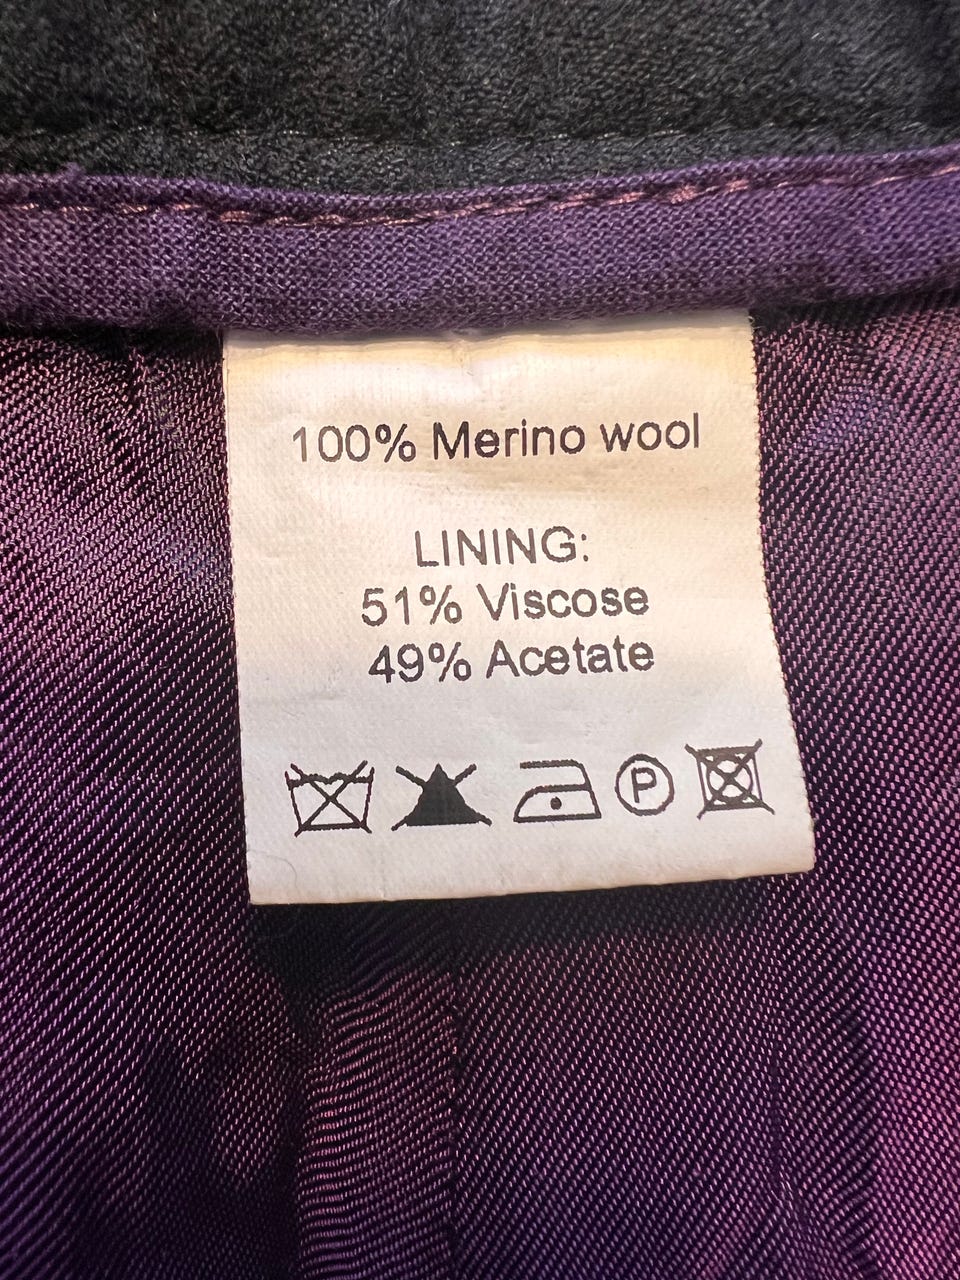 100% Merino wool
LINING:
51% Viscose
49% Acetate
P